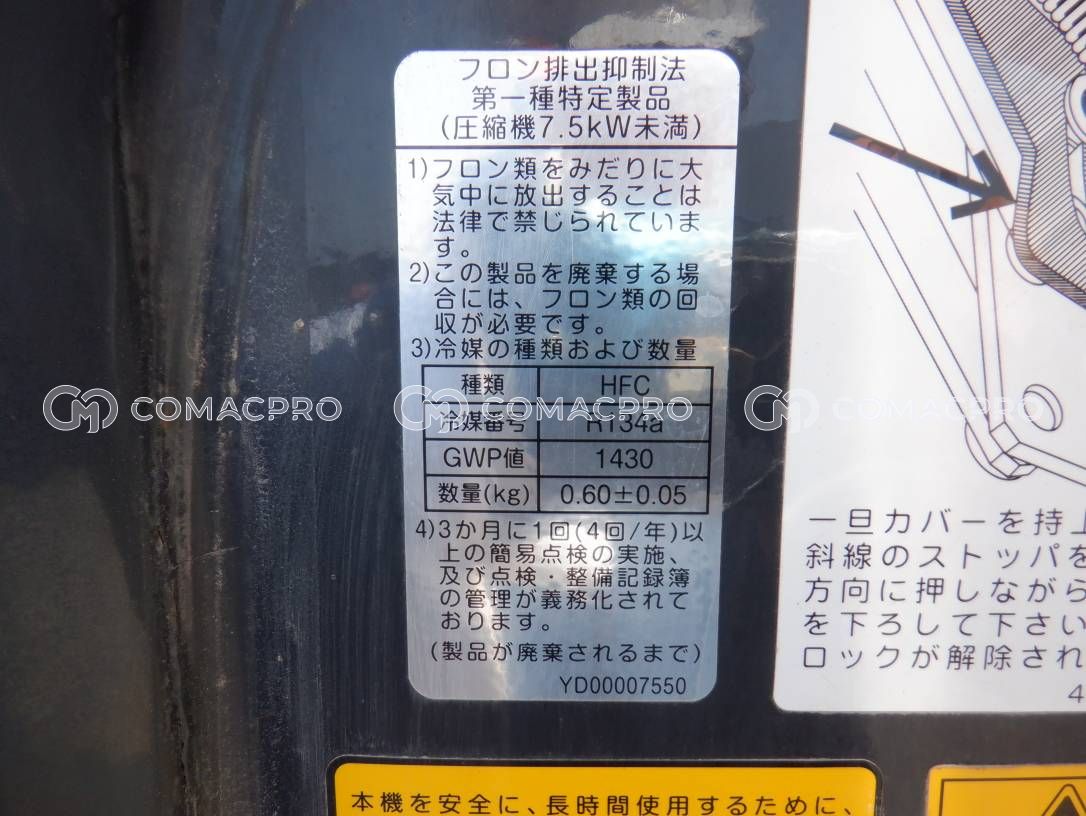 フロン排出抑制法
第一種特定製品
(圧縮機7.5kW未満)
1)フロン類をみだりに大
気中に放出することは
法律で禁じられていま
す。
2)この製品を廃棄する場
合には、フロン類の回
収が必要です。
3)冷媒の種類および数量
種類 HFC
冷媒番号 R134a
GWP値 1430
数量(kg) 0.60±0.05
4)3か月に1回(4回/年)以
上の簡易点検の実施、
及び点検・整備記録簿
の管理が義務化されて
おります。
(製品が廃棄されるまで)
YD00007550
COMACPRO
COMACPRO
COMACPRO
一旦カバーを持上
斜線のストッパを
方向に押しながら
を下ろして下さい
ロックが解除され
4
本機を安全に、長時間使用するために、